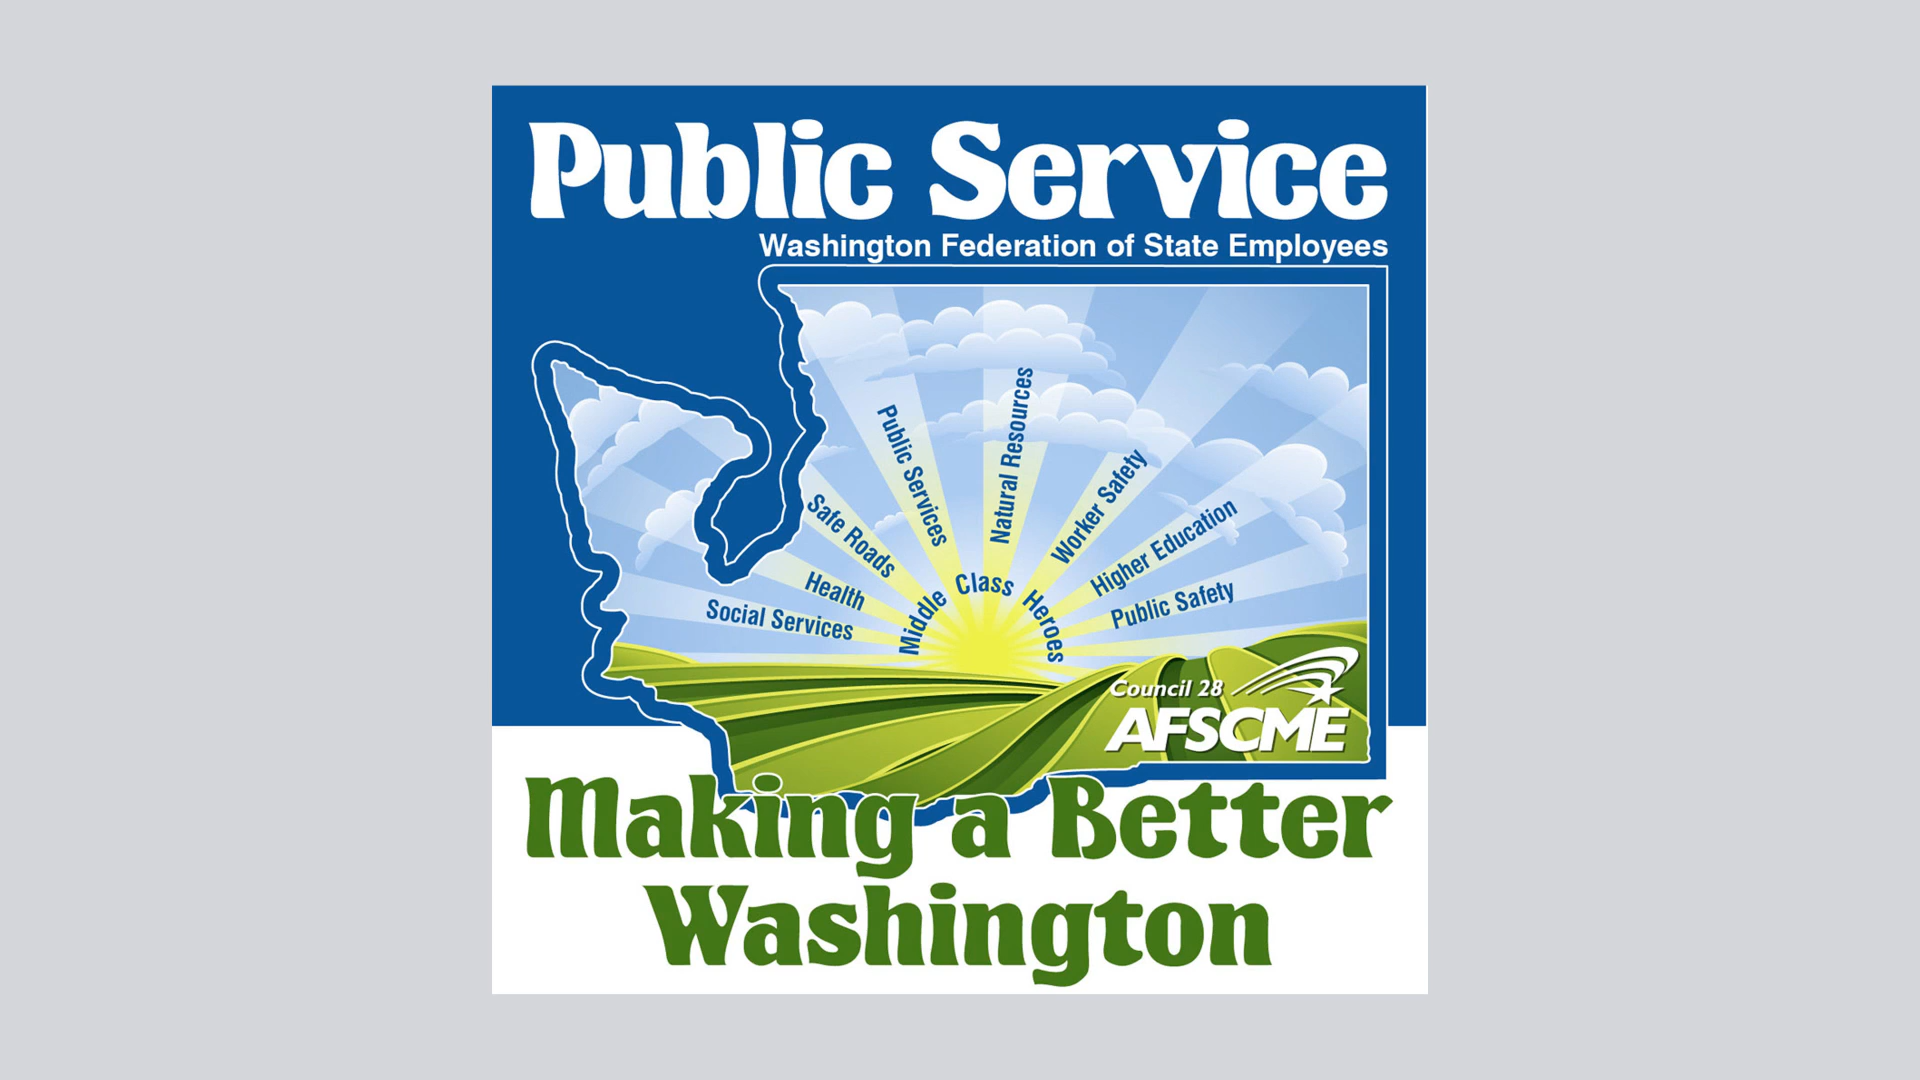 Public Service
Washington Federation of State Employees
Social Services
Health
Safe Roads
Public Services
Natural Resources
Worker Safety
Higher Education
Public Safety
Middle Class Heroes
Council 28
AFSCME
Making a Better
Washington